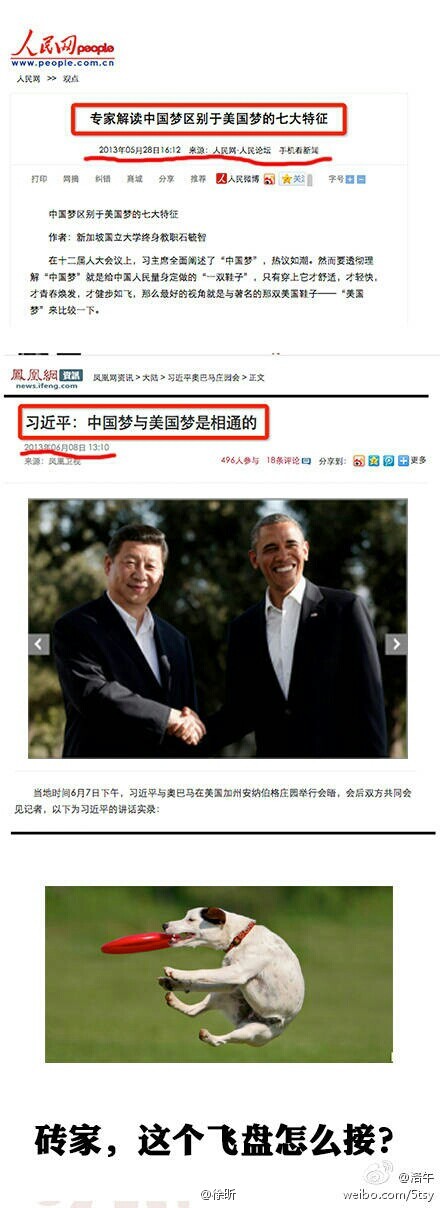 人民网 people
www.people.com.cn
人民网 >> 观点
专家解读中国梦区别于美国梦的七大特征
2013年05月28日16:12 来源：人民网-人民论坛 手机看新闻
打印 网摘 纠错 商城 分享 推荐 人民微博 关注 字号
中国梦区别于美国梦的七大特征
作者：新加坡国立大学终身教职石毓智
在十二届人大会议上，习主席全面阐述了“中国梦”，热议如潮。然而要透彻理
解“中国梦”就是给中国人民量身定做的“一双鞋子”，只有穿上它才舒适，才轻快，
才青春焕发，才健步如飞，那么最好的视角就是与著名的那双美国鞋子——“美国
梦”来比较一下。
鳳凰網 資訊
news.ifeng.com
凤凰网资讯 > 大陆 > 习近平奥巴马庄园会 > 正文
习近平：中国梦与美国梦是相通的
2013年06月08日 13:10
来源：凤凰卫视
496人参与 18条评论 分享到： 更多
当地时间6月7日下午，习近平与奥巴马在美国加州安纳伯格庄园举行会晤，会后双方共同会
见记者，以下为习近平的讲话实录：
砖家，这个飞盘怎么接？
@徐昕
@潘午
weibo.com/5tsy